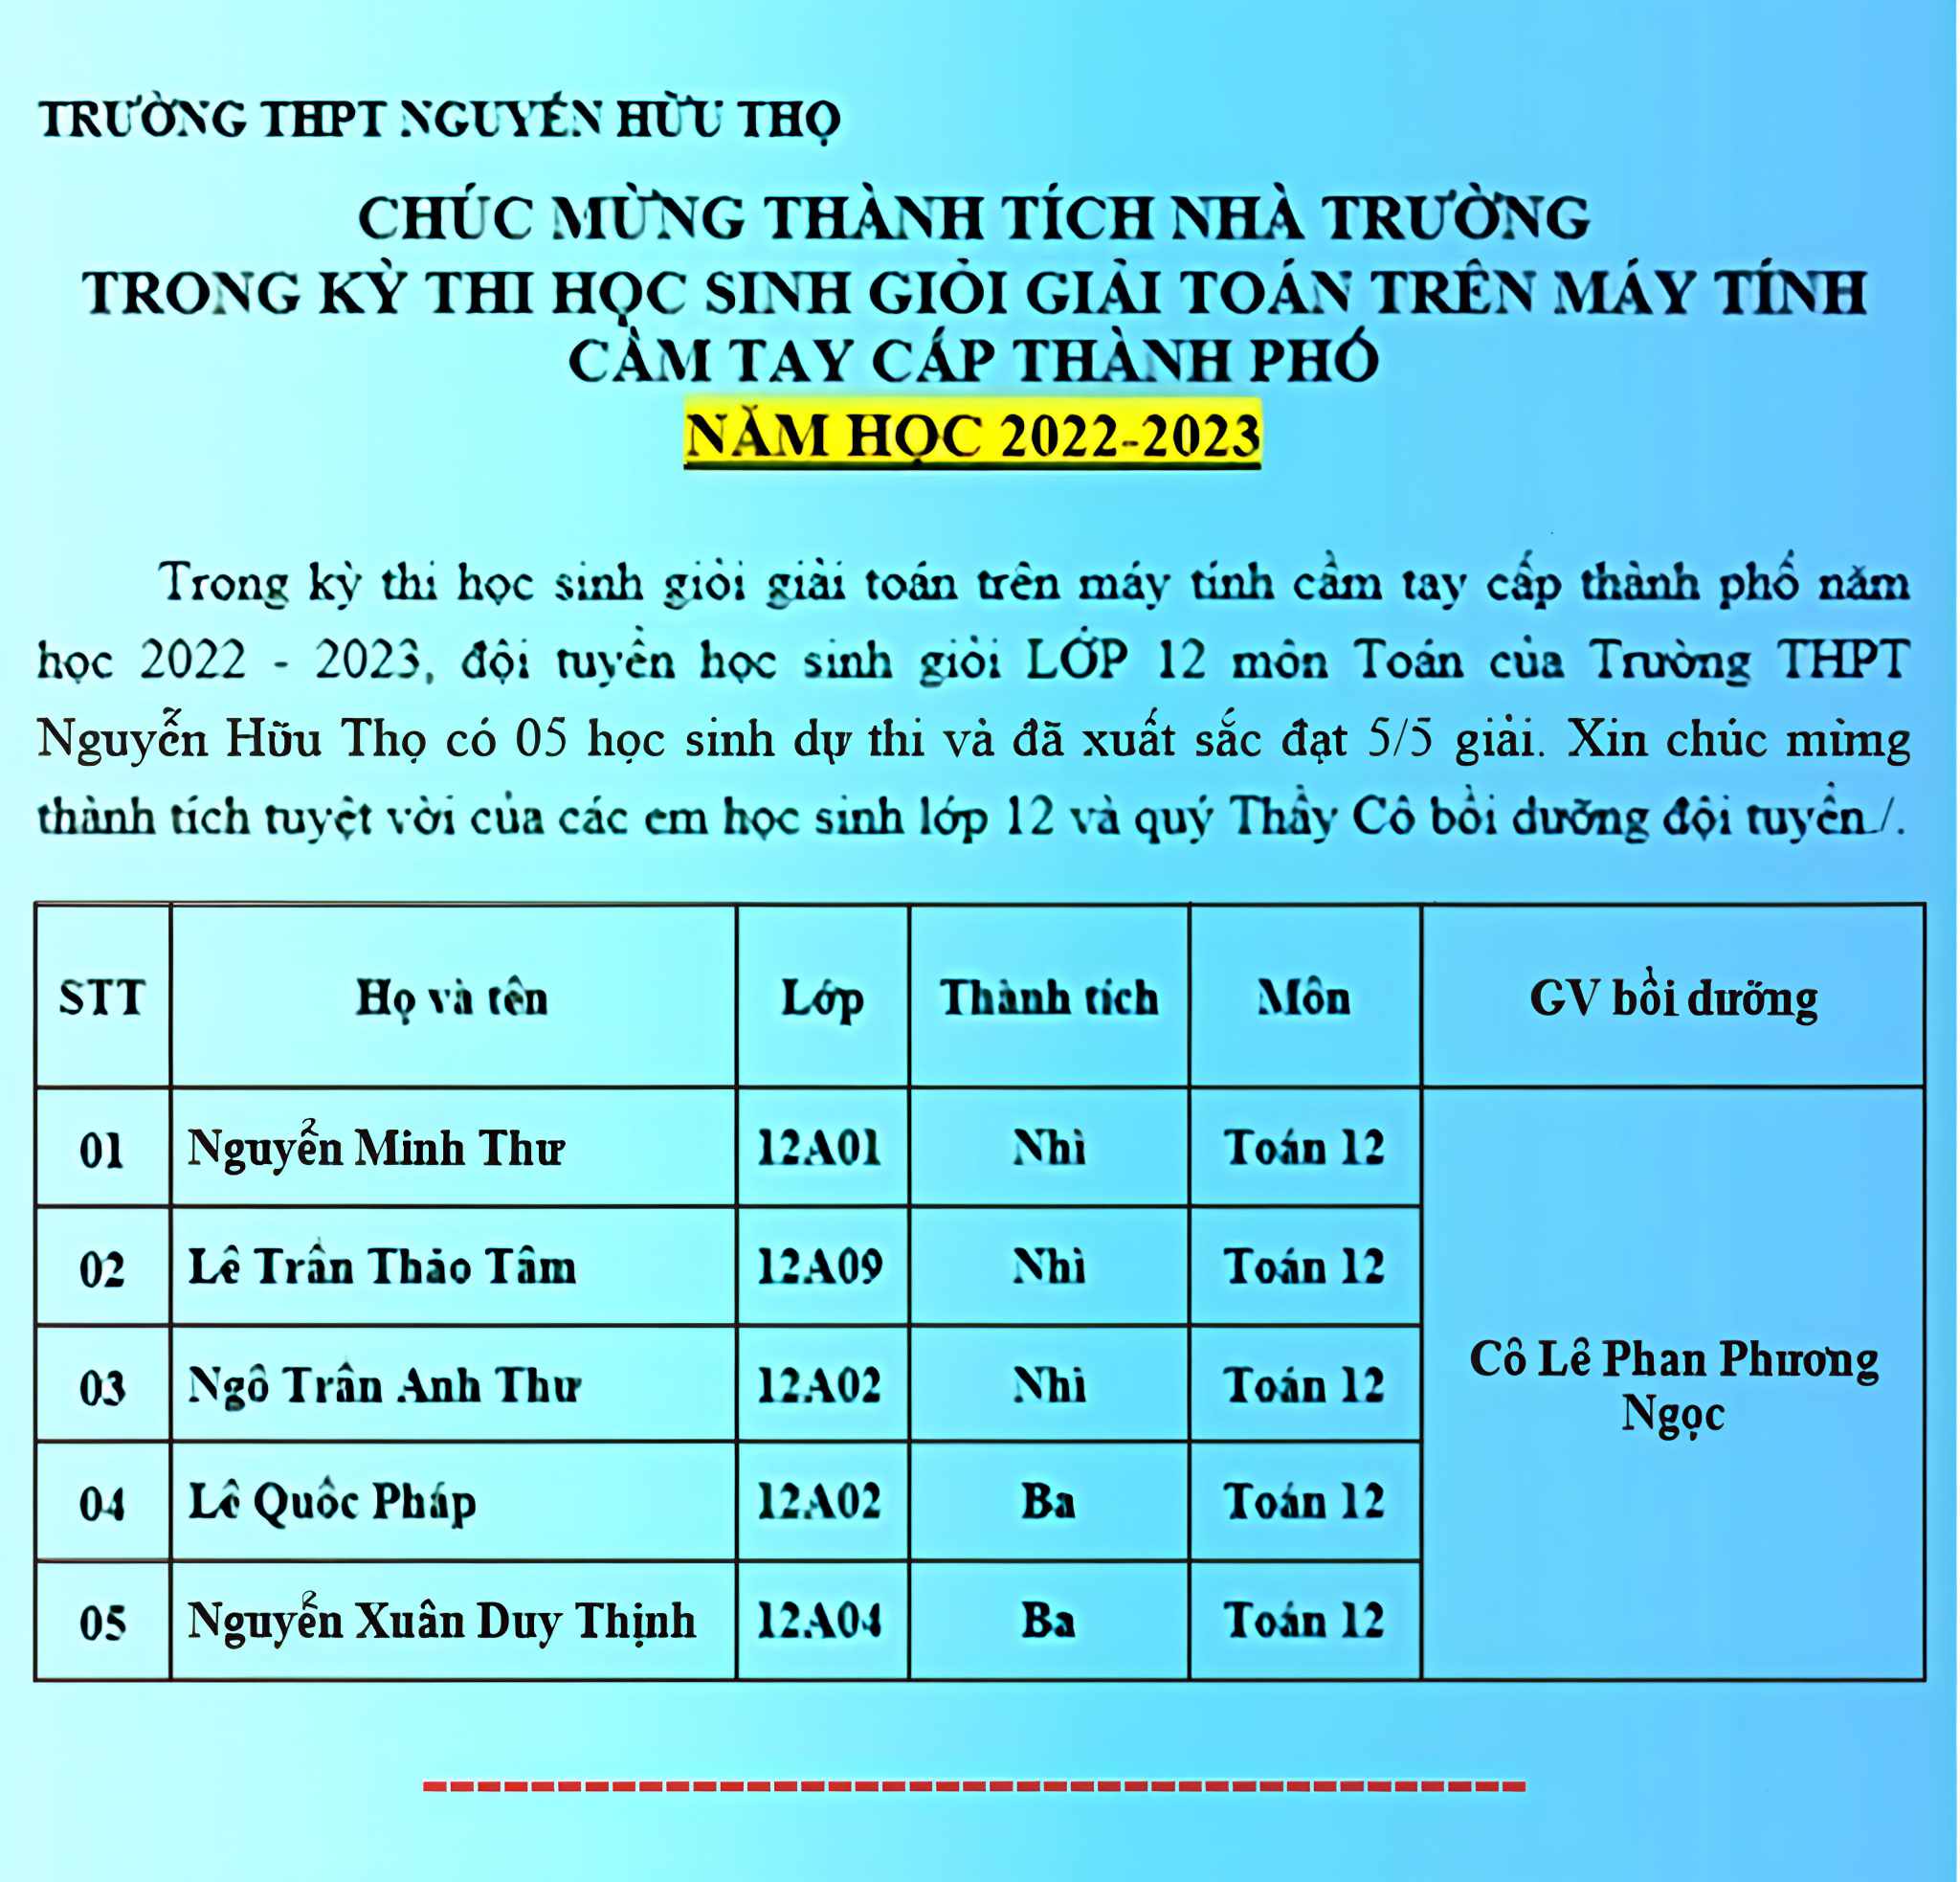 TRƯỜNG THPT NGUYỄN HỮU THỌ
CHÚC MỪNG THÀNH TÍCH NHÀ TRƯỜNG
TRONG KỲ THI HỌC SINH GIỎI GIẢI TOÁN TRÊN MÁY TÍNH
CẦM TAY CẤP THÀNH PHỐ
NĂM HỌC 2022-2023
Trong kỳ thi học sinh giỏi giải toán trên máy tính cầm tay cấp thành phố năm
học 2022 - 2023, đội tuyển học sinh giỏi LỚP 12 môn Toán của Trường THPT
Nguyễn Hữu Thọ có 05 học sinh dự thi và đã xuất sắc đạt 5/5 giải. Xin chúc mừng
thành tích tuyệt vời của các em học sinh lớp 12 và quý Thầy Cô bồi dưỡng đội tuyển./.
STT Họ và tên Lớp Thành tích Môn GV bồi dưỡng
01 Nguyễn Minh Thư 12A01 Nhì Toán 12
02 Lê Trần Thảo Tâm 12A09 Nhì Toán 12
03 Ngô Trần Anh Thư 12A02 Nhì Toán 12
04 Lê Quốc Pháp 12A02 Ba Toán 12
05 Nguyễn Xuân Duy Thịnh 12A04 Ba Toán 12
Cô Lê Phan Phương
Ngọc